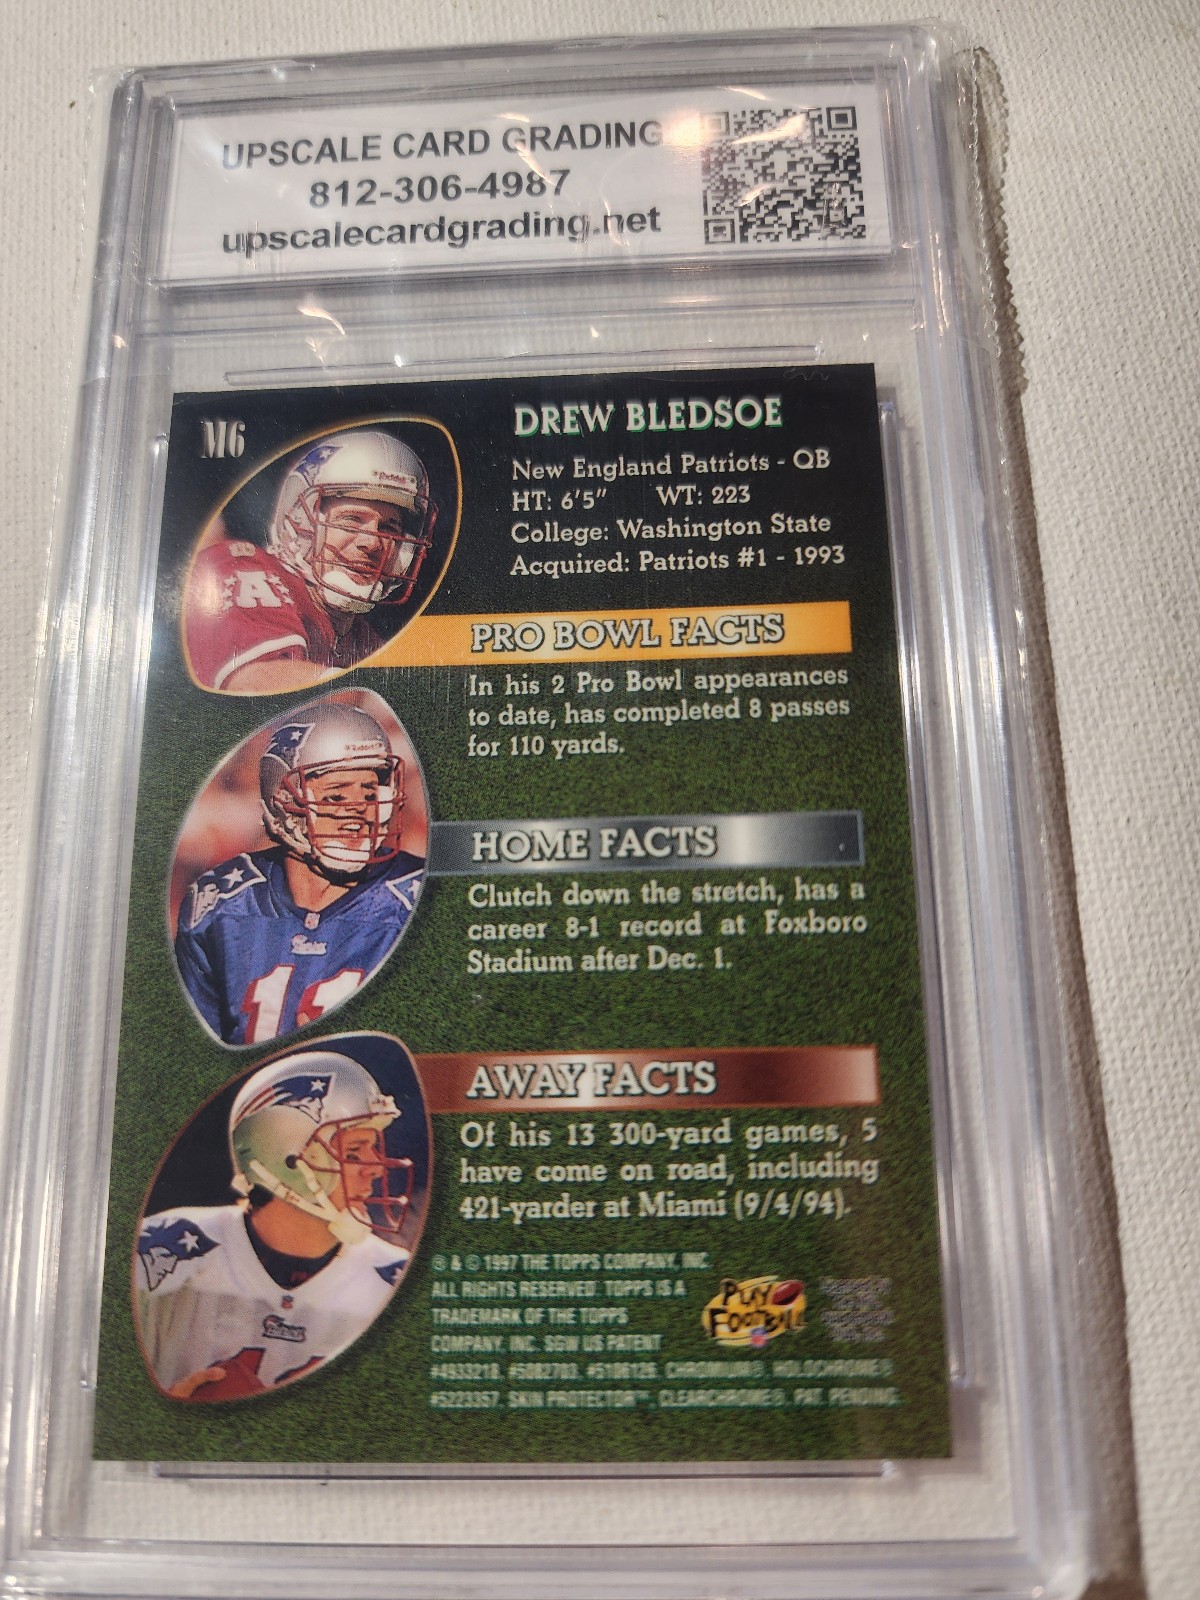 UPSCALE CARD GRADING
812-306-4987
upscalecardgrading.net
M6
DREW BLEDSOE
New England Patriots - QB
HT: 6'5" WT: 223
College: Washington State
Acquired: Patriots #1 - 1993
PRO BOWL FACTS
In his 2 Pro Bowl appearances
to date, has completed 8 passes
for 110 yards.
HOME FACTS
Clutch down the stretch, has a
career 8-1 record at Foxboro
Stadium after Dec. 1.
AWAY FACTS
Of his 13 300-yard games, 5
have come on road, including
421-yarder at Miami (9/4/94).
® & © 1997 THE TOPPS COMPANY, INC.
ALL RIGHTS RESERVED. TOPPS IS A
TRADEMARK OF THE TOPPS
COMPANY, INC. SGW US PATENT
#4933218, #5082703, #5106126. CHROMIUM®, HOLOCHROME®
#5223357. SKIN PROTECTOR™, CLEARCHROME®. PAT. PENDING.
PLAY
FOOTBALL
Riddell
Riddell
A
11